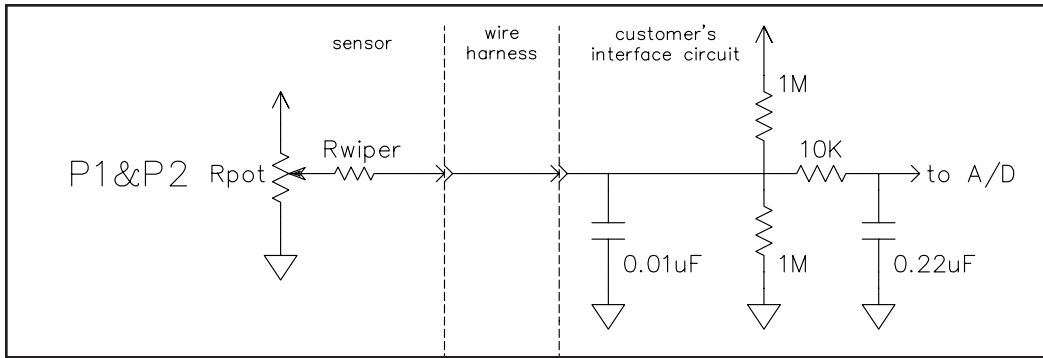 sensor
wire
harness
customer's
interface circuit
1M
P1&P2
Rpot
Rwiper
10K
to A/D
0.01uF
1M
0.22uF